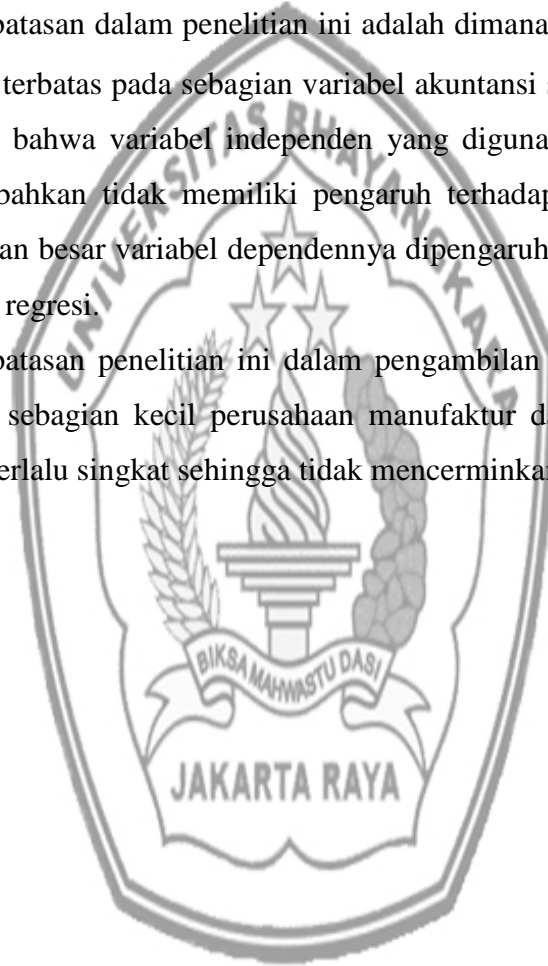 batasan dalam penelitian ini adalah dimana
terbatas pada sebagian variabel akuntansi
bahwa variabel independen yang diguna
bahkan tidak memiliki pengaruh terhadap
an besar variabel dependennya dipengaruh
regresi.
batasan penelitian ini dalam pengambilan
sebagian kecil perusahaan manufaktur da
erlalu singkat sehingga tidak mencerminkan
UNIVERSITAS BHAYANGKARA
BIKSA MAHWASTU DASI
JAKARTA RAYA